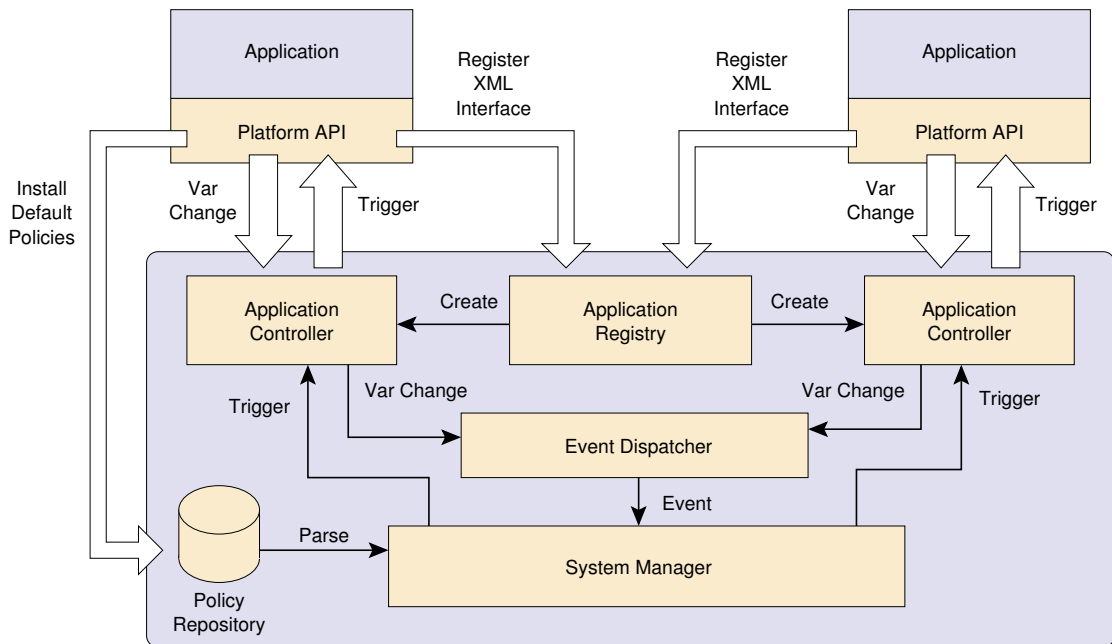 Application
Register
XML
Interface
Register
XML
Interface
Application
Platform API
Platform API
Install
Default
Policies
Var
Change
Trigger
Var
Change
Trigger
Application
Controller
Create
Application
Registry
Create
Application
Controller
Trigger
Var Change
Var Change
Trigger
Event Dispatcher
Event
Parse
System Manager
Policy
Repository